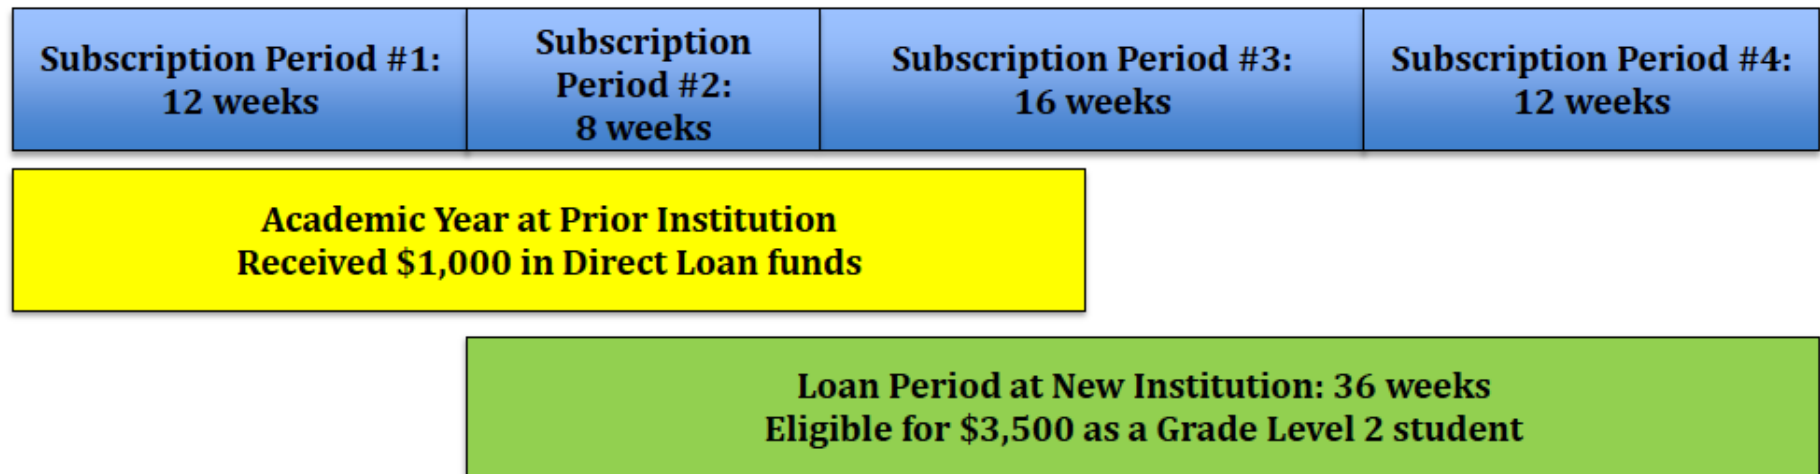 Subscription Period #1:
12 weeks
Subscription
Period #2:
8 weeks
Subscription Period #3:
16 weeks
Subscription Period #4:
12 weeks
Academic Year at Prior Institution
Received $1,000 in Direct Loan funds
Loan Period at New Institution: 36 weeks
Eligible for $3,500 as a Grade Level 2 student